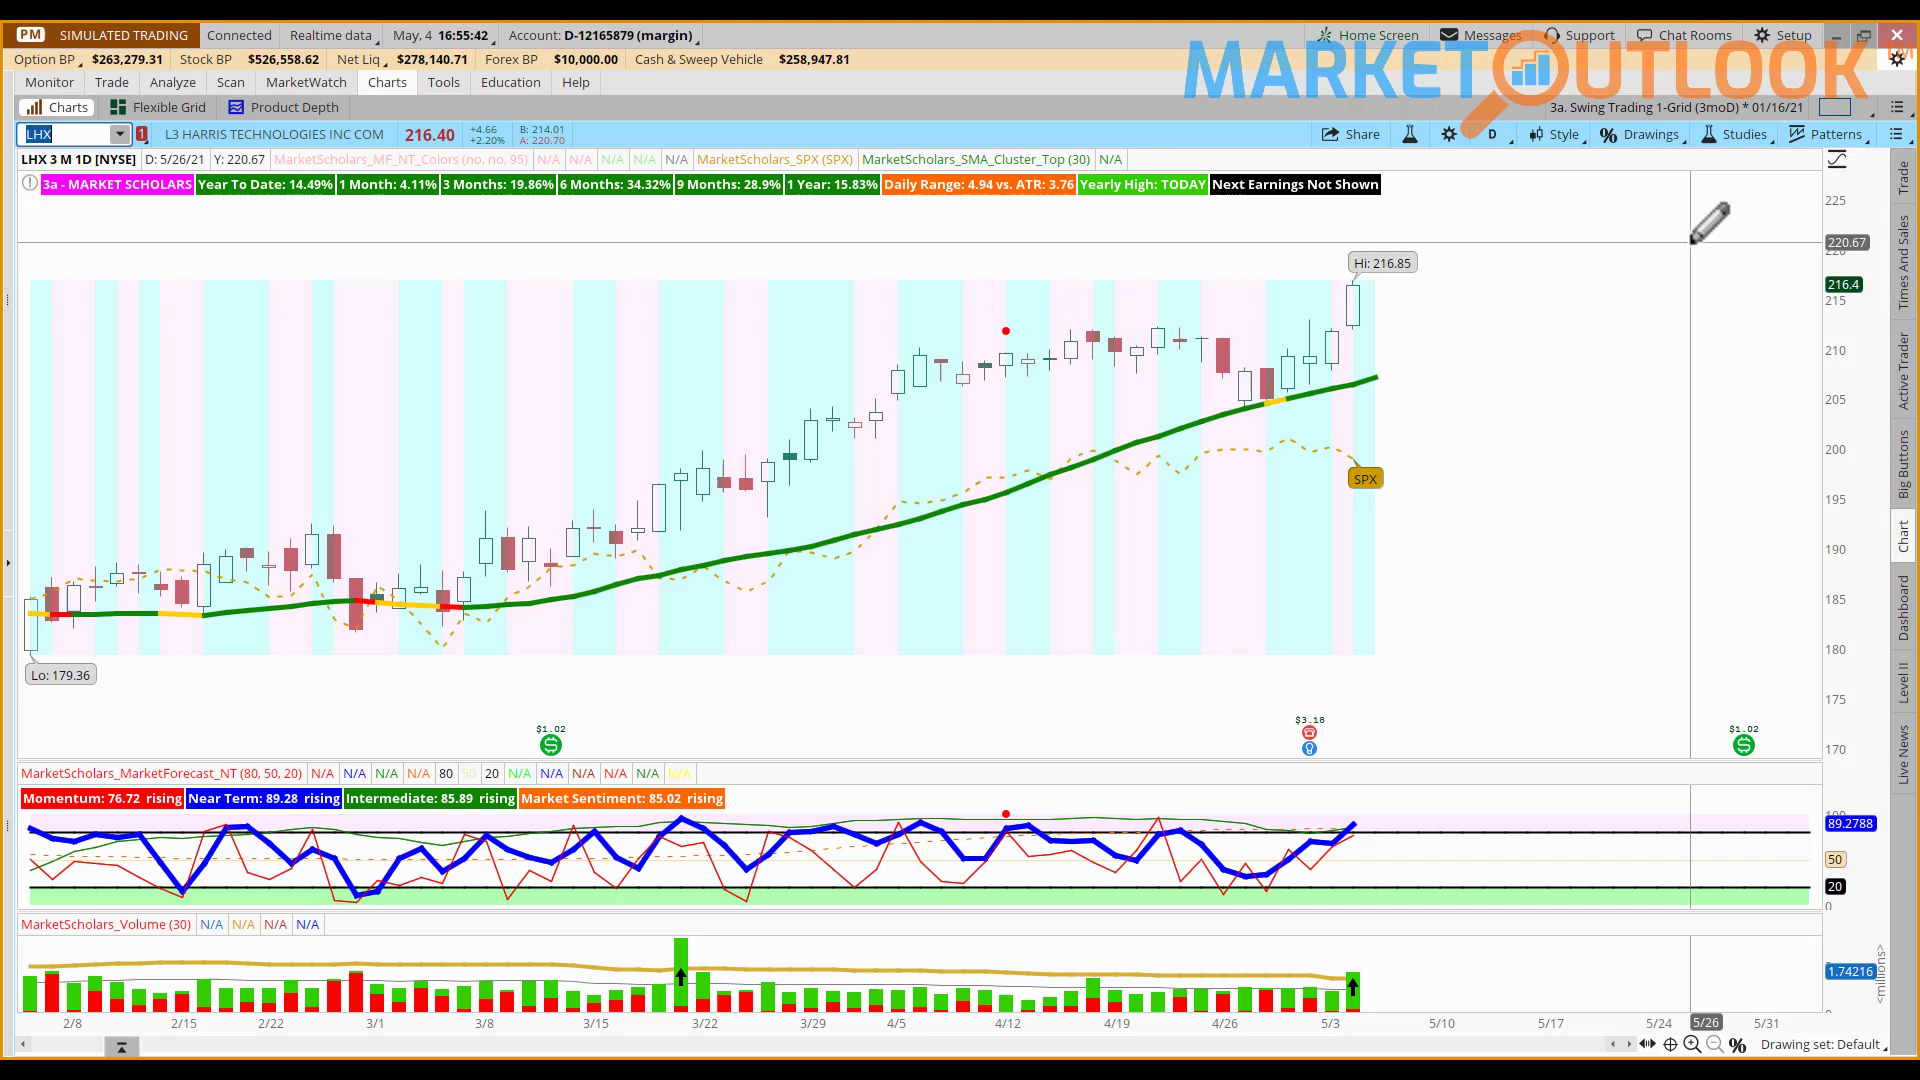 PM SIMULATED TRADING Connected Realtime data May, 4 16:55:42 Account: D-12165879 (margin) Home Screen Messages Support Chat Rooms Setup
Option BP $263,279.31 Stock BP $526,558.62 Net Liq $278,140.71 Forex BP $10,000.00 Cash & Sweep Vehicle $258,947.81
MARKET OUTLOOK TM
Monitor Trade Analyze Scan MarketWatch Charts Tools Education Help
Charts Flexible Grid Product Depth 3a. Swing Trading 1-Grid (3moD) * 01/16/21
LHX 1 L3 HARRIS TECHNOLOGIES INC COM 216.40 +4.66 +2.20% B: 214.01 A: 220.70 Share D Style Drawings Studies Patterns
LHX 3 M 1D [NYSE] D: 5/26/21 Y: 220.67 MarketScholars_MF_NT_Colors (no, no, 95) N/A N/A N/A N/A N/A MarketScholars_SPX (SPX) MarketScholars_SMA_Cluster_Top (30) N/A
3a - MARKET SCHOLARS Year To Date: 14.49% 1 Month: 4.11% 3 Months: 19.86% 6 Months: 34.32% 9 Months: 28.9% 1 Year: 15.83% Daily Range: 4.94 vs. ATR: 3.76 Yearly High: TODAY Next Earnings Not Shown
225
220.67
220
Hi: 216.85
216.4
215
210
205
200
SPX
195
190
185
180
Lo: 179.36
175
$1.02 $3.18 $1.02
170
MarketScholars_MarketForecast_NT (80, 50, 20) N/A N/A N/A N/A 80 50 20 N/A N/A N/A N/A N/A N/A
Momentum: 76.72 rising Near Term: 89.28 rising Intermediate: 85.89 rising Market Sentiment: 85.02 rising
100
89.2788
50
20
0
MarketScholars_Volume (30) N/A N/A N/A N/A
1.74216
<millions>
2/8 2/15 2/22 3/1 3/8 3/15 3/22 3/29 4/5 4/12 4/19 4/26 5/3 5/10 5/17 5/24 5/26 5/31
Drawing set: Default
Trade
Times And Sales
Active Trader
Big Buttons
Chart
Dashboard
Level II
Live News